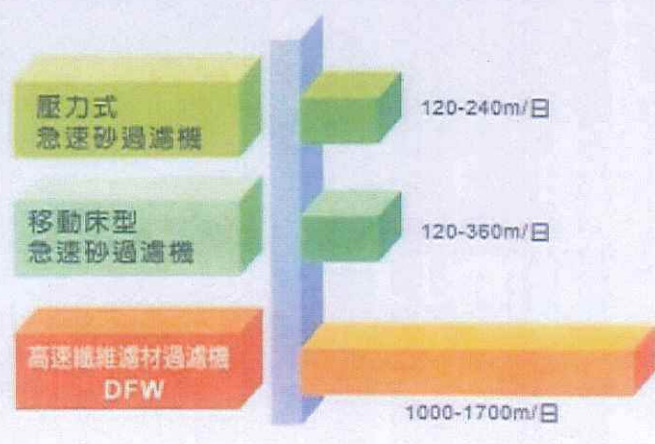 壓力式
急速砂過濾機
120-240m/日
移動床型
急速砂過濾機
120-360m/日
高速纖維濾材過濾機
DFW
1000-1700m/日